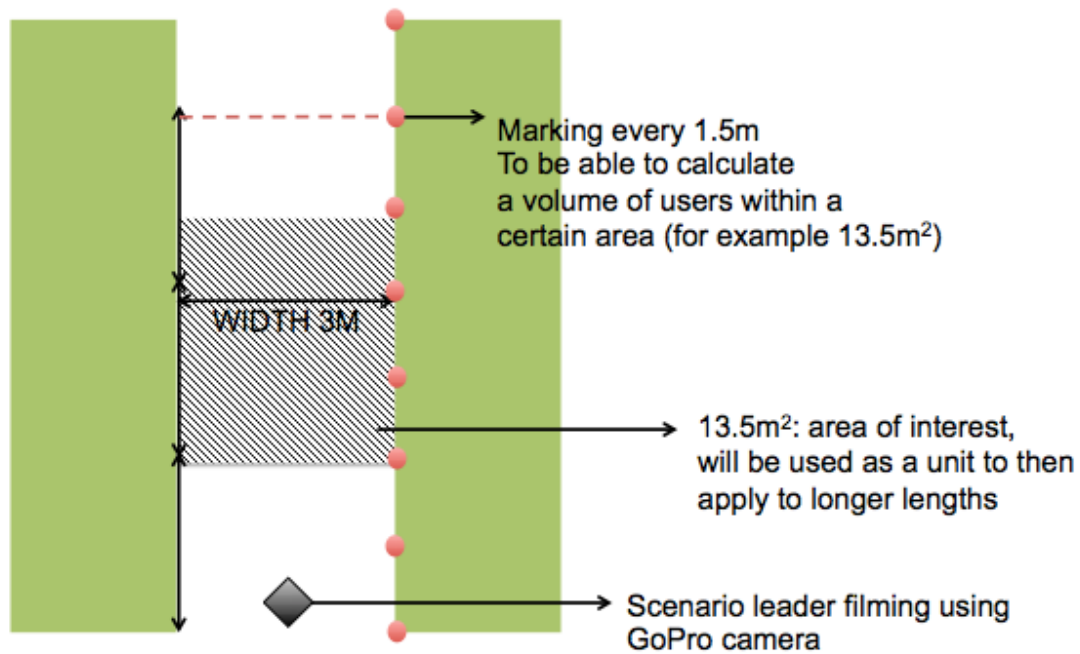 Marking every 1.5m
To be able to calculate
a volume of users within a
certain area (for example 13.5m²)
WIDTH 3M
13.5m²: area of interest,
will be used as a unit to then
apply to longer lengths
Scenario leader filming using
GoPro camera